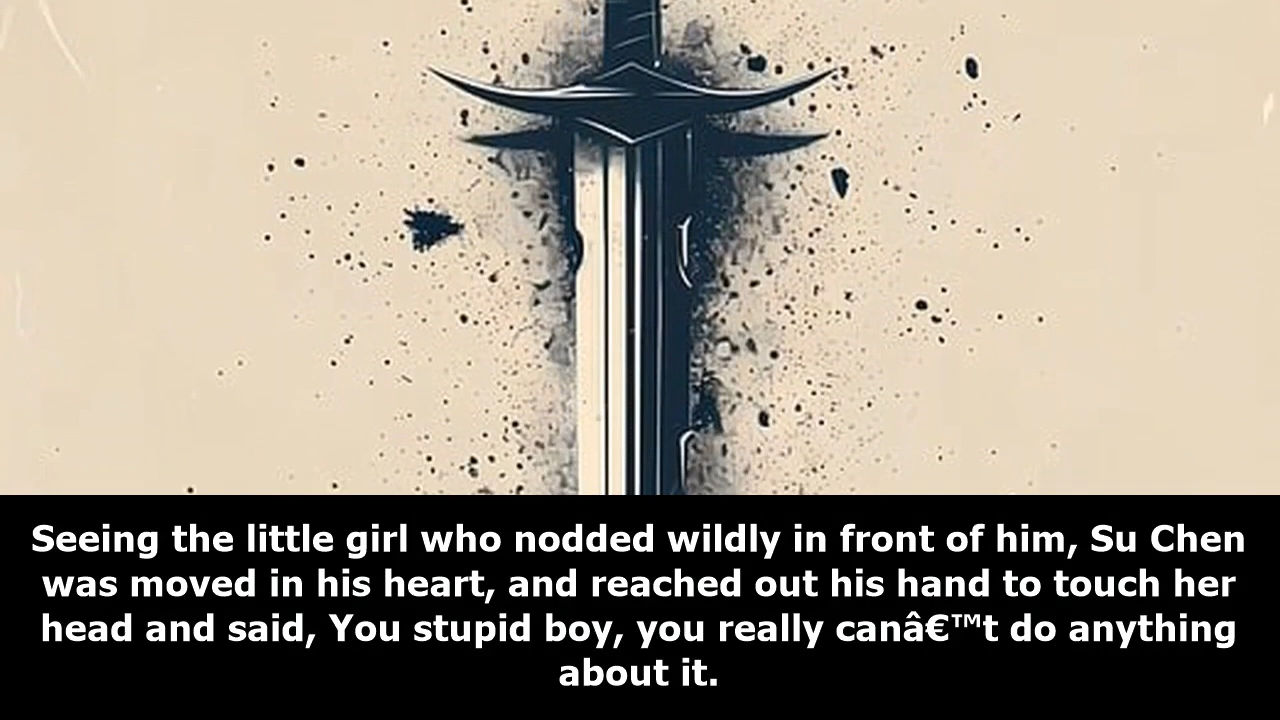 Seeing the little girl who nodded wildly in front of him, Su Chen
was moved in his heart, and reached out his hand to touch her
head and said, You stupid boy, you really canâ€™t do anything
about it.